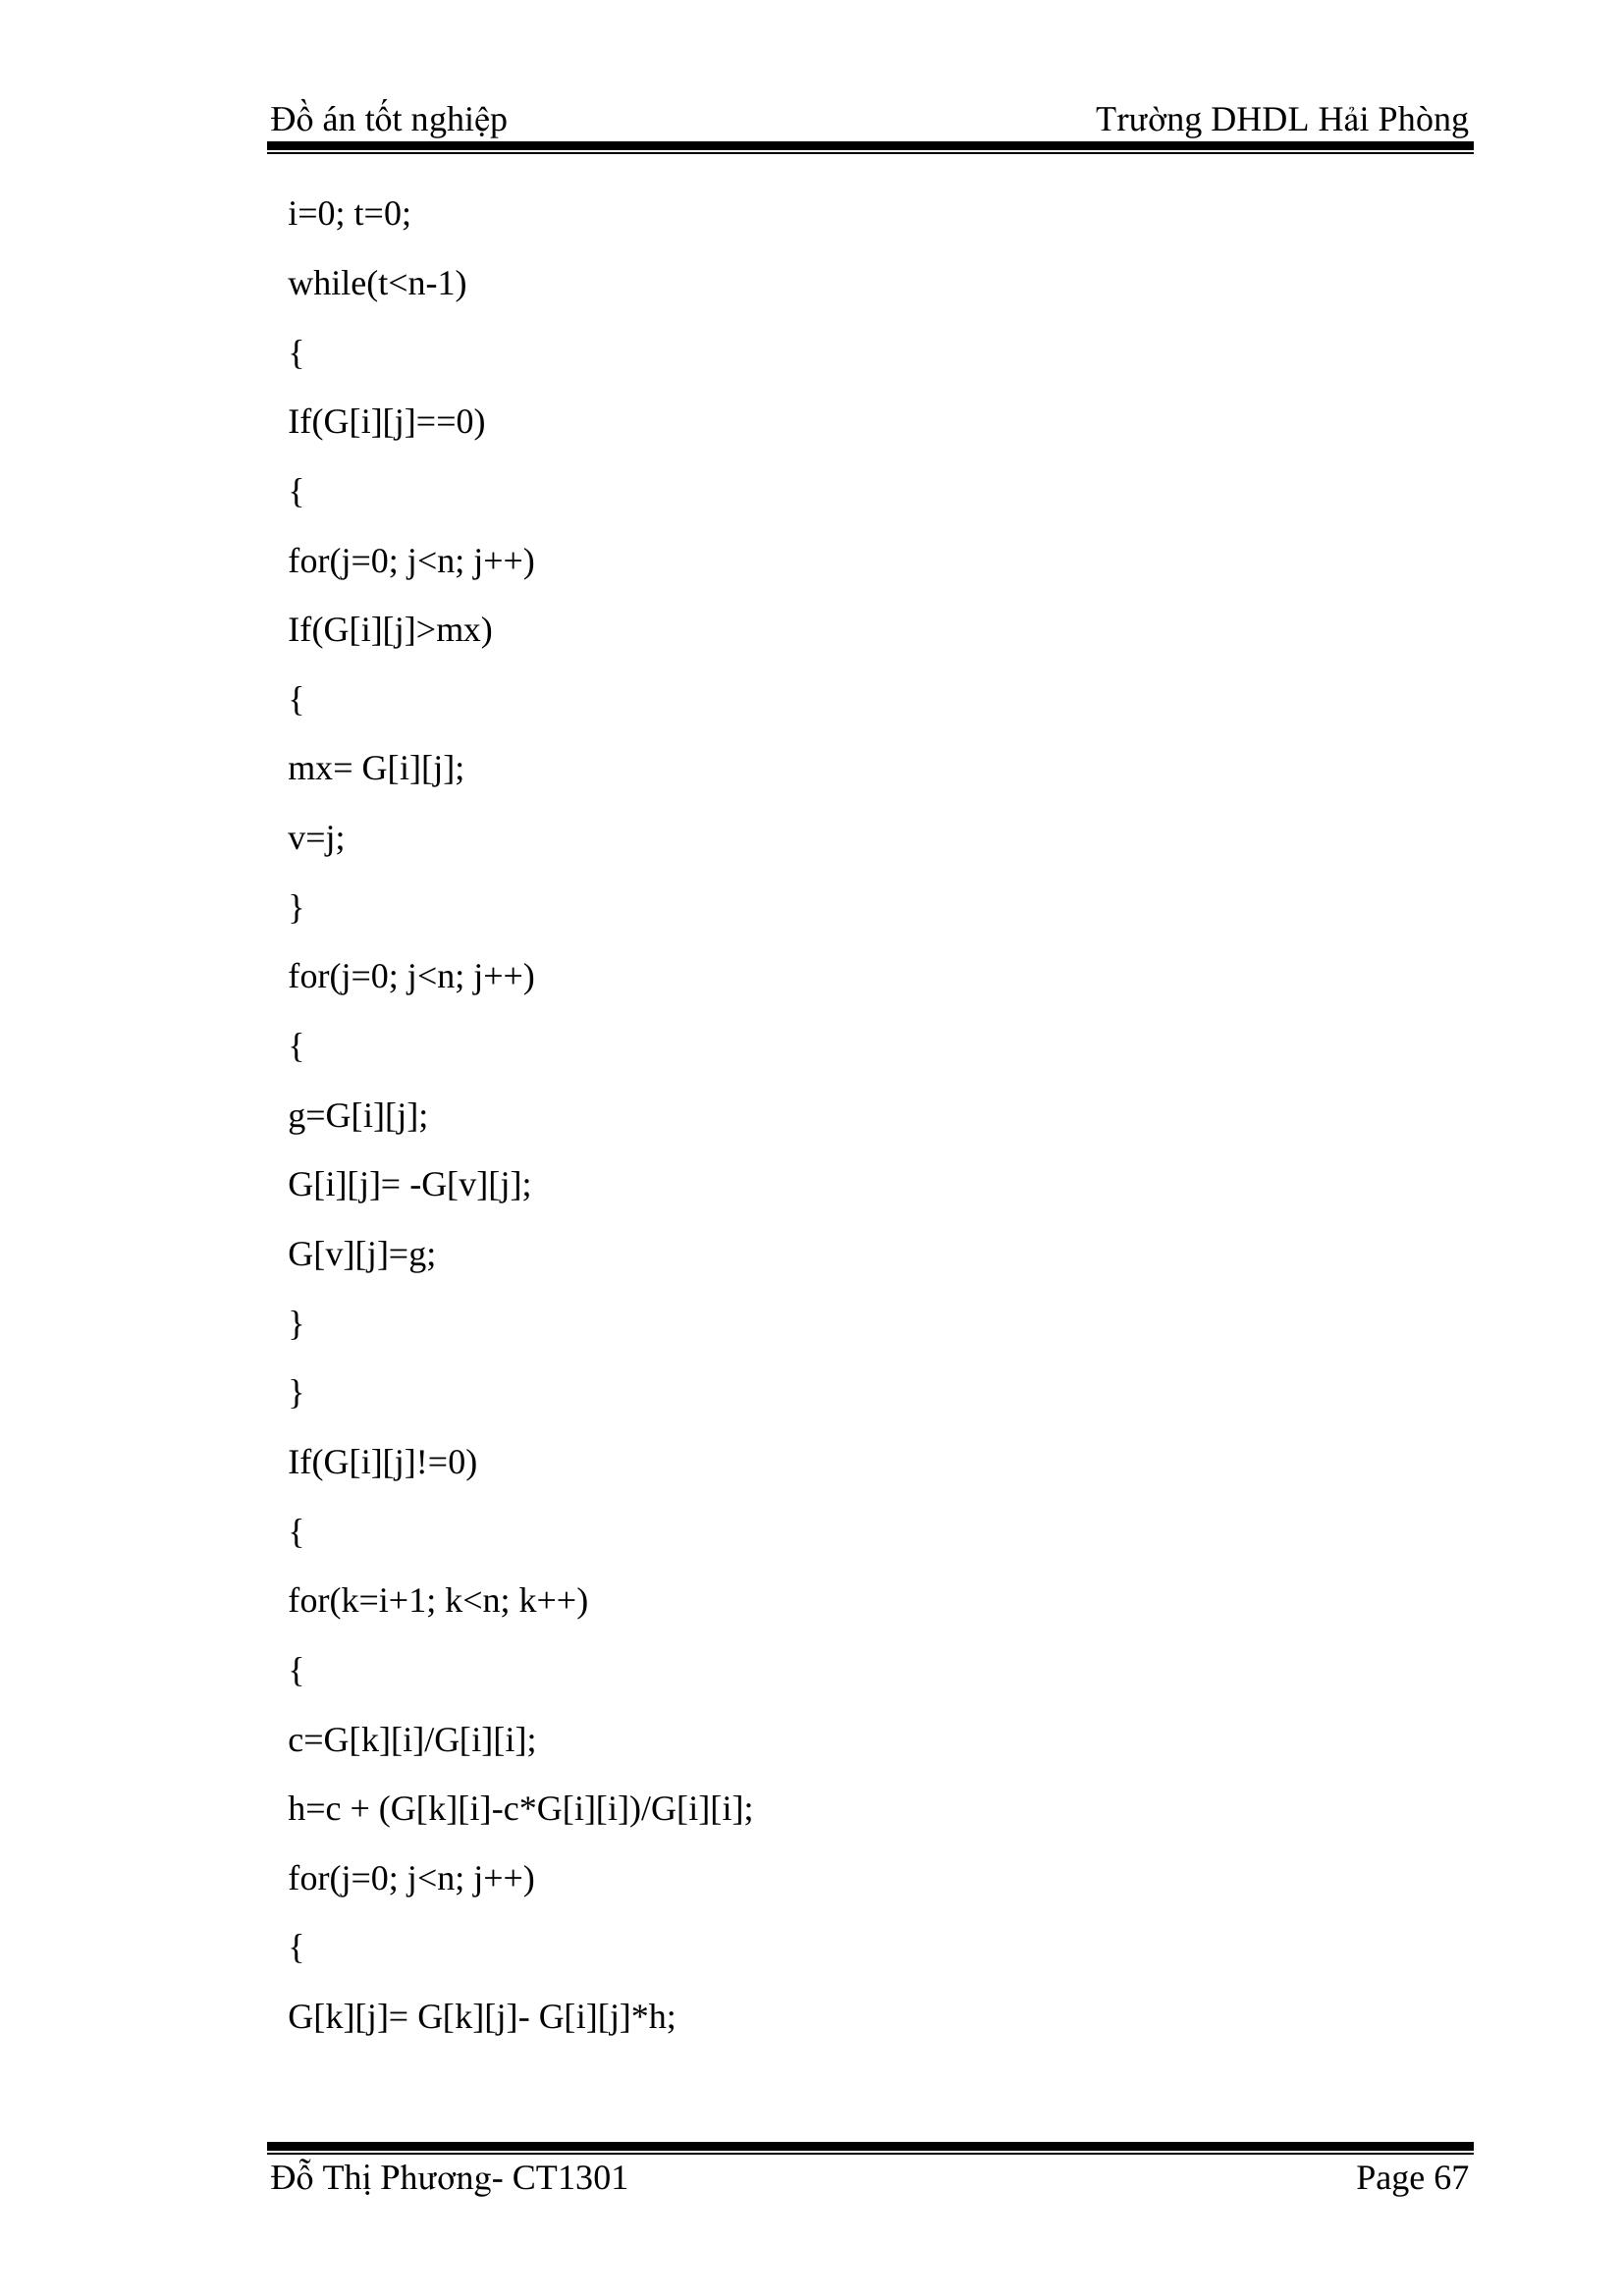 Đồ án tốt nghiệp Trường DHDL Hải Phòng
i=0; t=0;
while(t<n-1)
{
If(G[i][j]==0)
{
for(j=0; j<n; j++)
If(G[i][j]>mx)
{
mx= G[i][j];
v=j;
}
for(j=0; j<n; j++)
{
g=G[i][j];
G[i][j]= -G[v][j];
G[v][j]=g;
}
}
If(G[i][j]!=0)
{
for(k=i+1; k<n; k++)
{
c=G[k][i]/G[i][i];
h=c + (G[k][i]-c*G[i][i])/G[i][i];
for(j=0; j<n; j++)
{
G[k][j]= G[k][j]- G[i][j]*h;
Đỗ Thị Phương- CT1301 Page 67